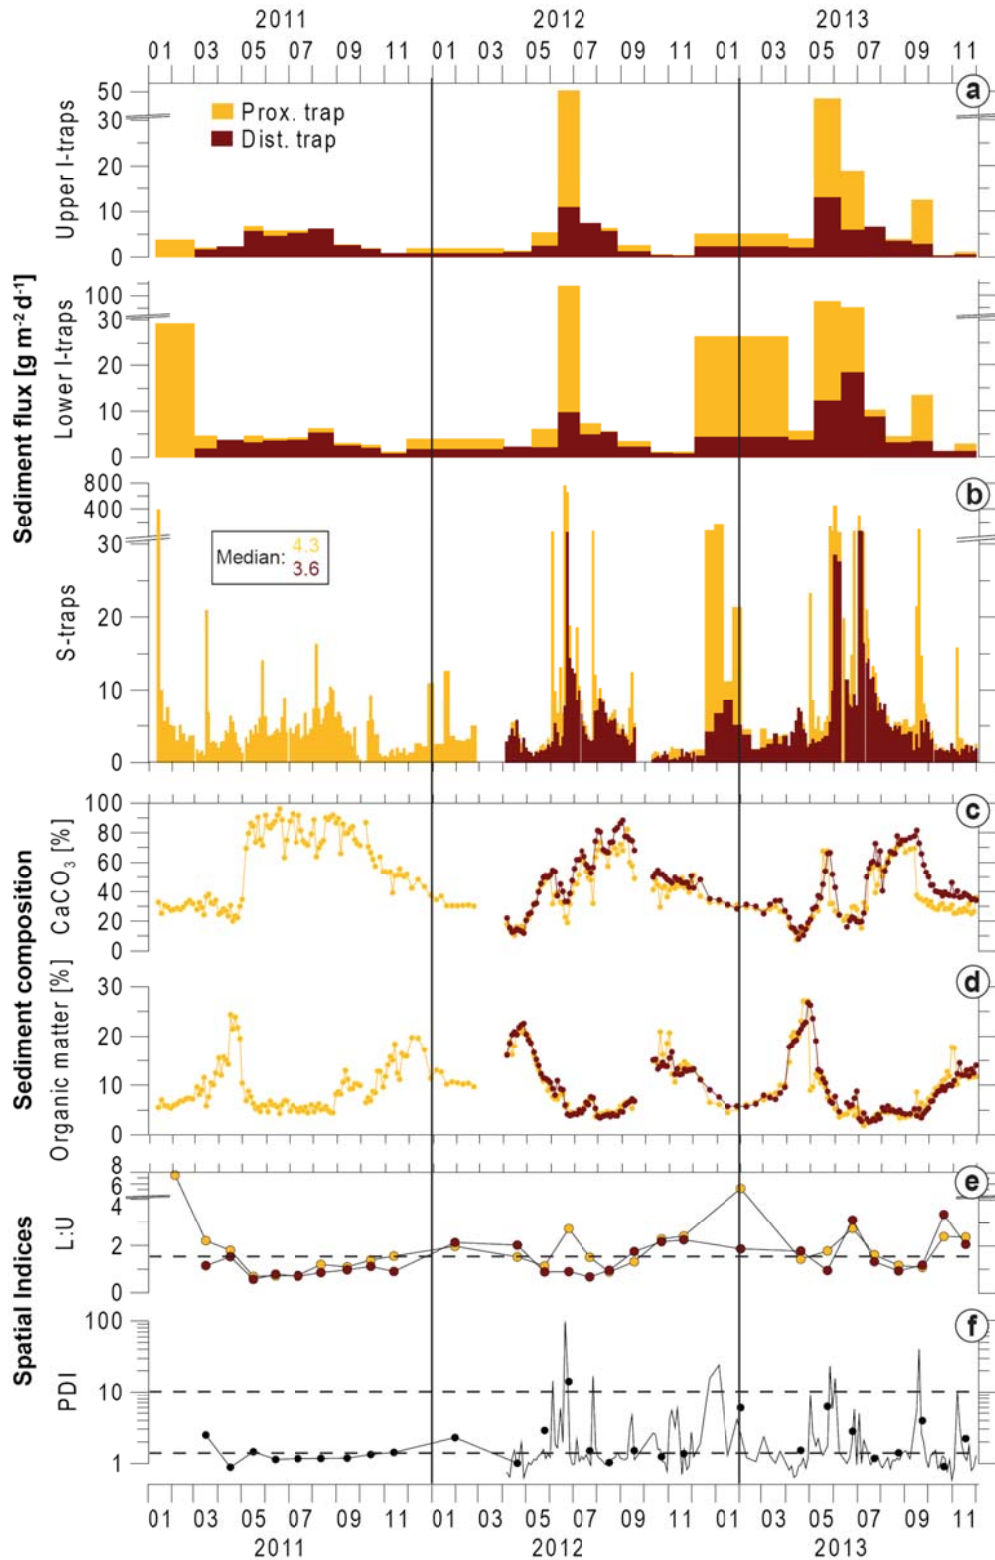 2011 2012 2013
01 03 05 07 09 11 01 03 05 07 09 11 01 03 05 07 09 11
a
50
30
20
10
0
Upper I-traps
Prox. trap
Dist. trap
Sediment flux [g m-2 d-1]
100
30
20
10
0
Lower I-traps
b
800
400
30
20
10
0
S-traps
Median: 4.3
3.6
c
100
80
60
40
20
0
CaCO3 [%]
Sediment composition
d
30
20
10
0
Organic matter [%]
e
8
6
4
2
0
L:U
Spatial Indices
f
100
10
1
PDI
01 03 05 07 09 11 01 03 05 07 09 11 01 03 05 07 09 11
2011 2012 2013